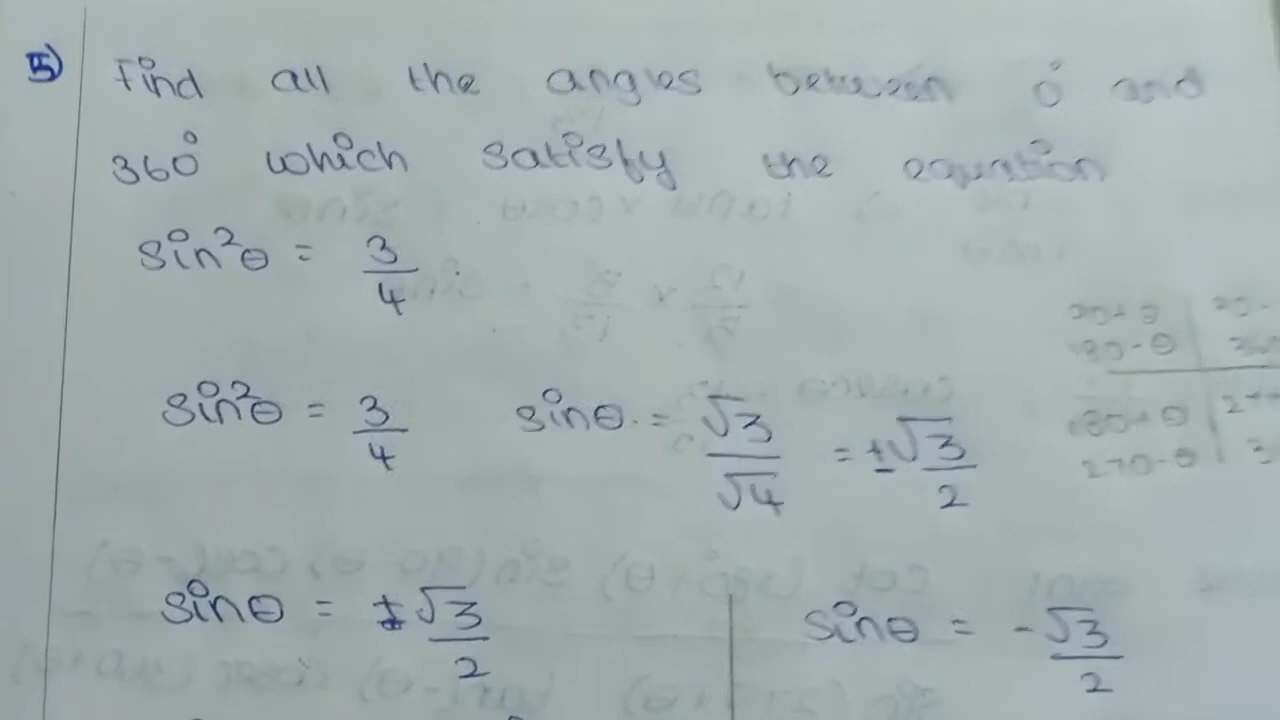 5) Find all the angles between 0° and
360° which satisfy the equation
sin²θ = 3/4.
sin²θ = 3/4 sinθ. = √3/√4 = ±√3/2
sinθ = ±√3/2 sinθ = -√3/2